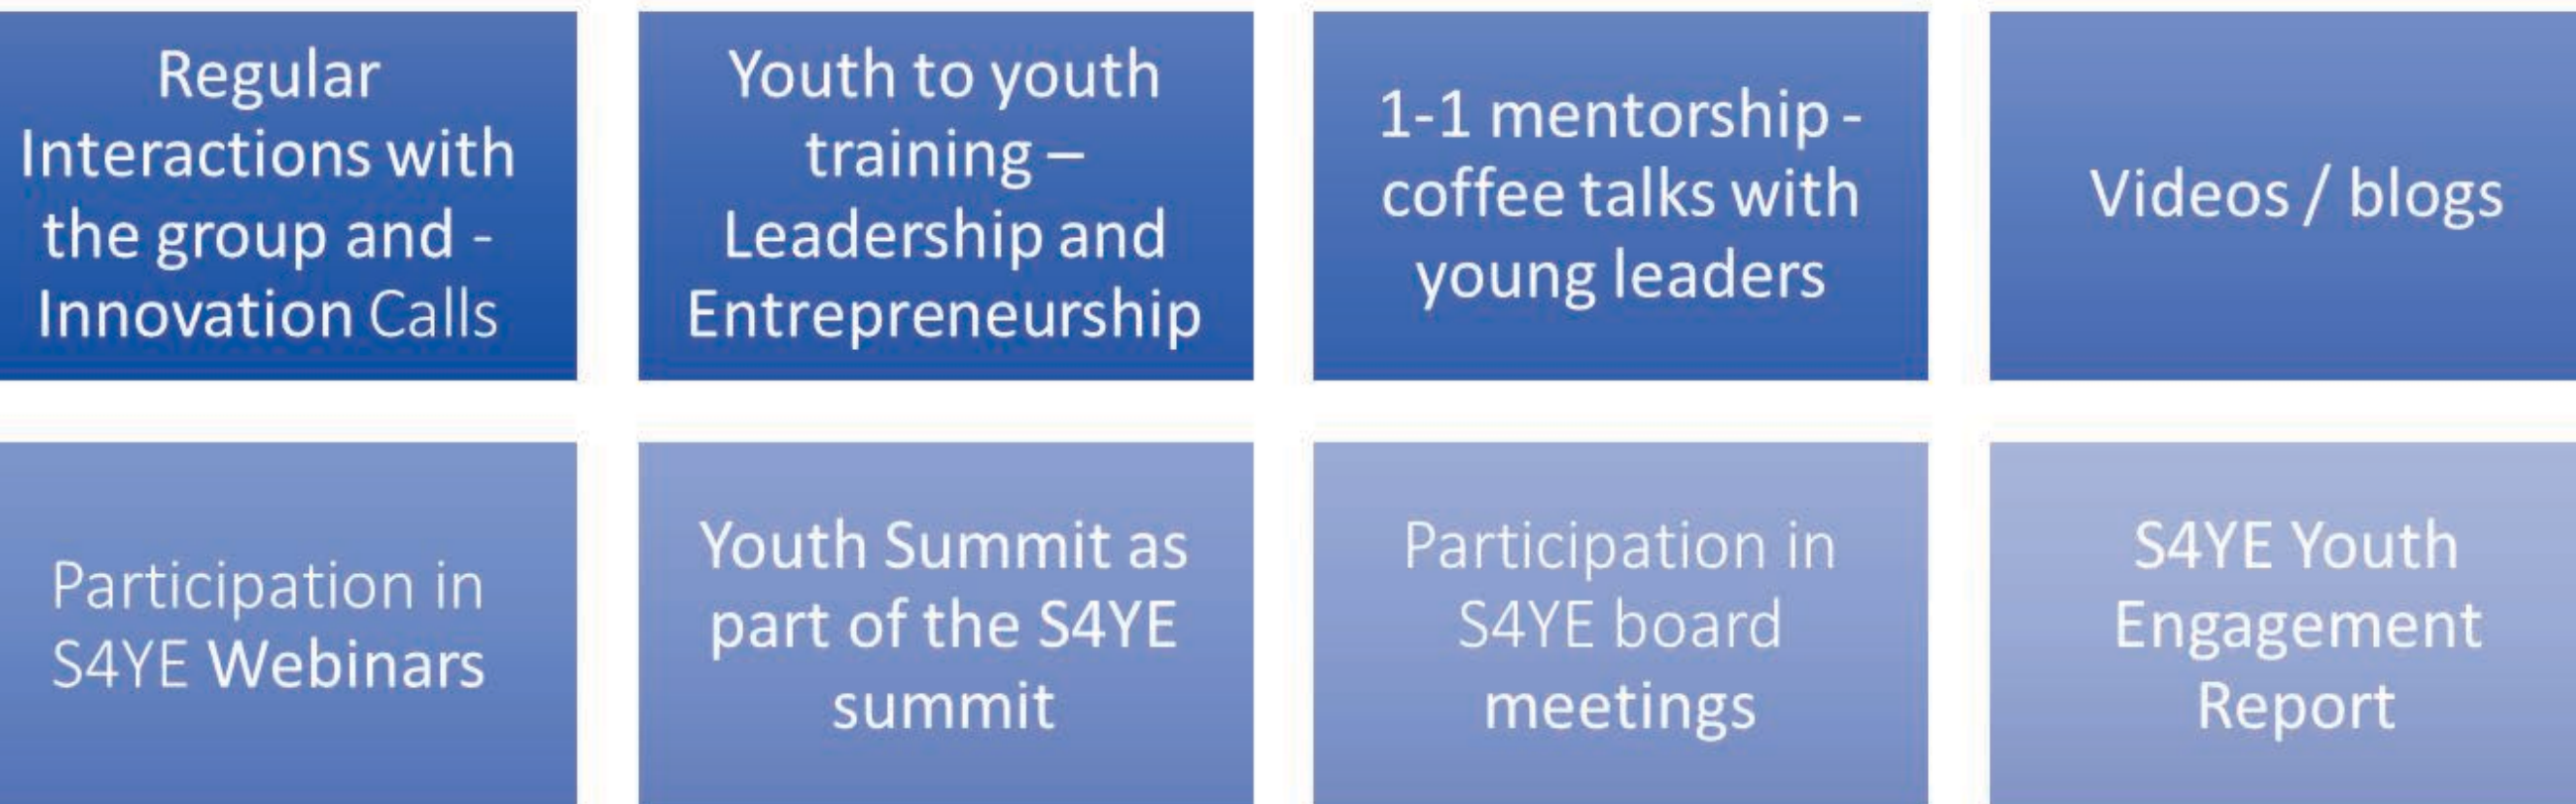 Regular
Interactions with
the group and -
Innovation Calls
Youth to youth
training –
Leadership and
Entrepreneurship
1-1 mentorship -
coffee talks with
young leaders
Videos / blogs
Participation in
S4YE Webinars
Youth Summit as
part of the S4YE
summit
Participation in
S4YE board
meetings
S4YE Youth
Engagement
Report